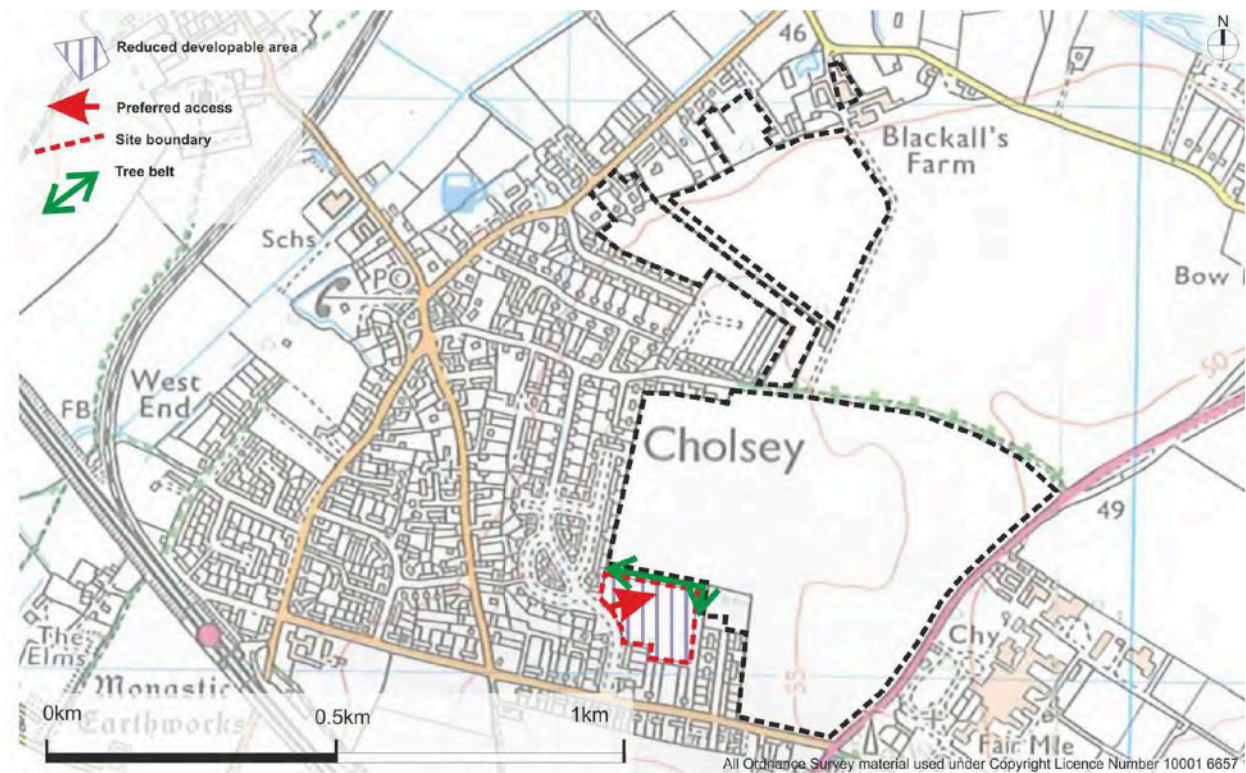 Reduced developable area
Preferred access
Site boundary
Tree belt
N
46
Blackall's
Farm
Schs
PO
Bow
West
End
FB
50
Cholsey
49
The
Elms
Chy
55
Monastic
Earthworks
Fair Mile
0km
0.5km
1km
All Ordnance Survey material used under Copyright Licence Number 10001 6657